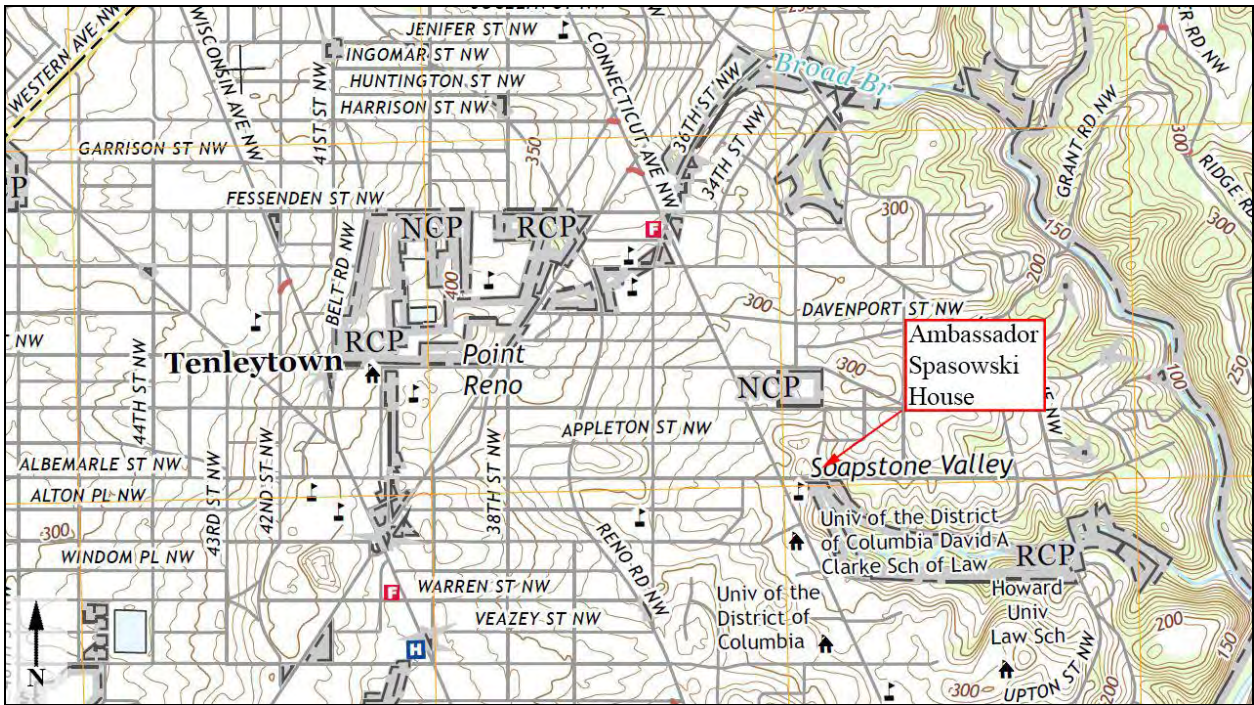 JENIFER ST NW
INGOMAR ST NW
HUNTINGTON ST NW
HARRISON ST NW
WESTERN AVE NW
WISCONSIN AVE NW
41ST ST NW
CONNECTICUT AVE NW
36TH ST NW
Broad Br
34TH ST NW
GRANT RD NW
RIDGE
300
250
GARRISON ST NW
350
FESSENDEN ST NW
P
NCP
RCP
F
300
150
300
200
BELT RD NW
400
300
DAVENPORT ST NW
RCP
Tenleytown
Point
Reno
Ambassador
Spasowski
House
300
NCP
100
250
44TH ST NW
APPLETON ST NW
ALBEMARLE ST NW
ALTON PL NW
43RD ST NW
42ND ST NW
38TH ST NW
Soapstone Valley
300
WINDOM PL NW
RENO RD NW
Univ of the District
of Columbia David A
Clarke Sch of Law
RCP
F
WARREN ST NW
VEAZEY ST NW
Univ of the
District of
Columbia
Howard
Univ
Law Sch
200
150
H
N
300
UPTON ST NW
200